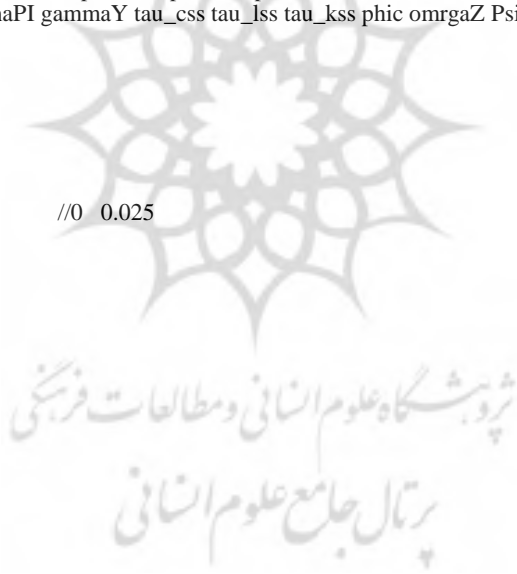 naPI gammaY tau_css tau_lss tau_kss phic omrgaZ Psi
//0 0.025
پژوهشگاه علوم انسانی و مطالعات فرهنگی
پرتال جامع علوم انسانی